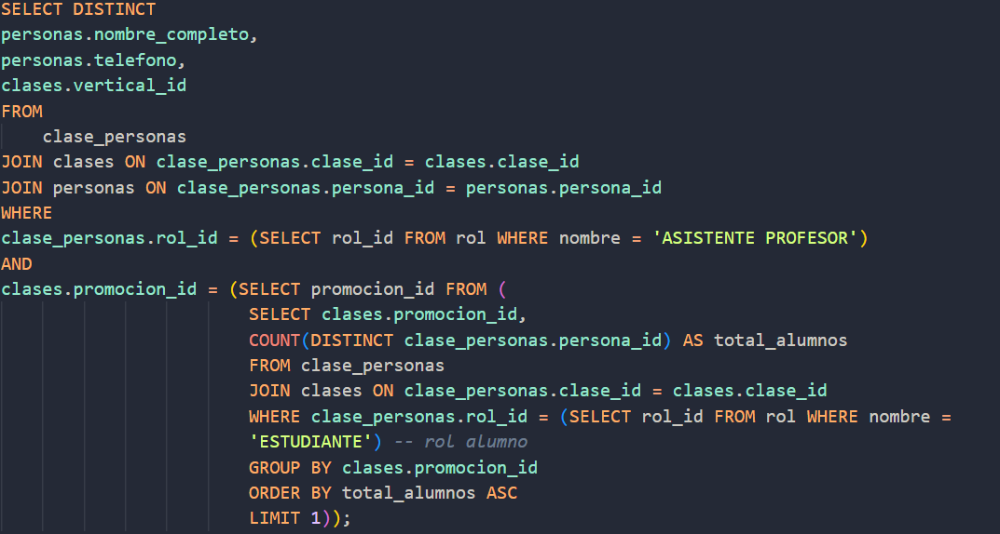 SELECT DISTINCT
personas.nombre_completo,
personas.telefono,
clases.vertical_id
FROM
    clase_personas
JOIN clases ON clase_personas.clase_id = clases.clase_id
JOIN personas ON clase_personas.persona_id = personas.persona_id
WHERE
clase_personas.rol_id = (SELECT rol_id FROM rol WHERE nombre = 'ASISTENTE PROFESOR')
AND
clases.promocion_id = (SELECT promocion_id FROM (
                        SELECT clases.promocion_id,
                        COUNT(DISTINCT clase_personas.persona_id) AS total_alumnos
                        FROM clase_personas
                        JOIN clases ON clase_personas.clase_id = clases.clase_id
                        WHERE clase_personas.rol_id = (SELECT rol_id FROM rol WHERE nombre =
                        'ESTUDIANTE') -- rol alumno
                        GROUP BY clases.promocion_id
                        ORDER BY total_alumnos ASC
                        LIMIT 1));